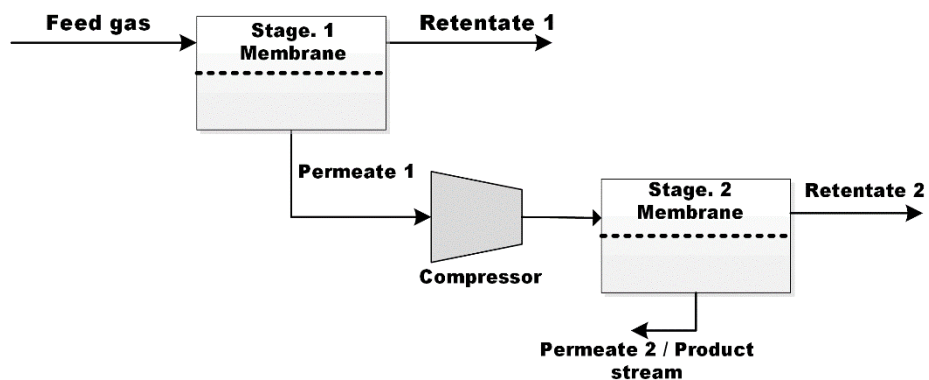 Feed gas
Stage. 1
Membrane
Retentate 1
Permeate 1
Compressor
Stage. 2
Membrane
Retentate 2
Permeate 2 / Product
stream